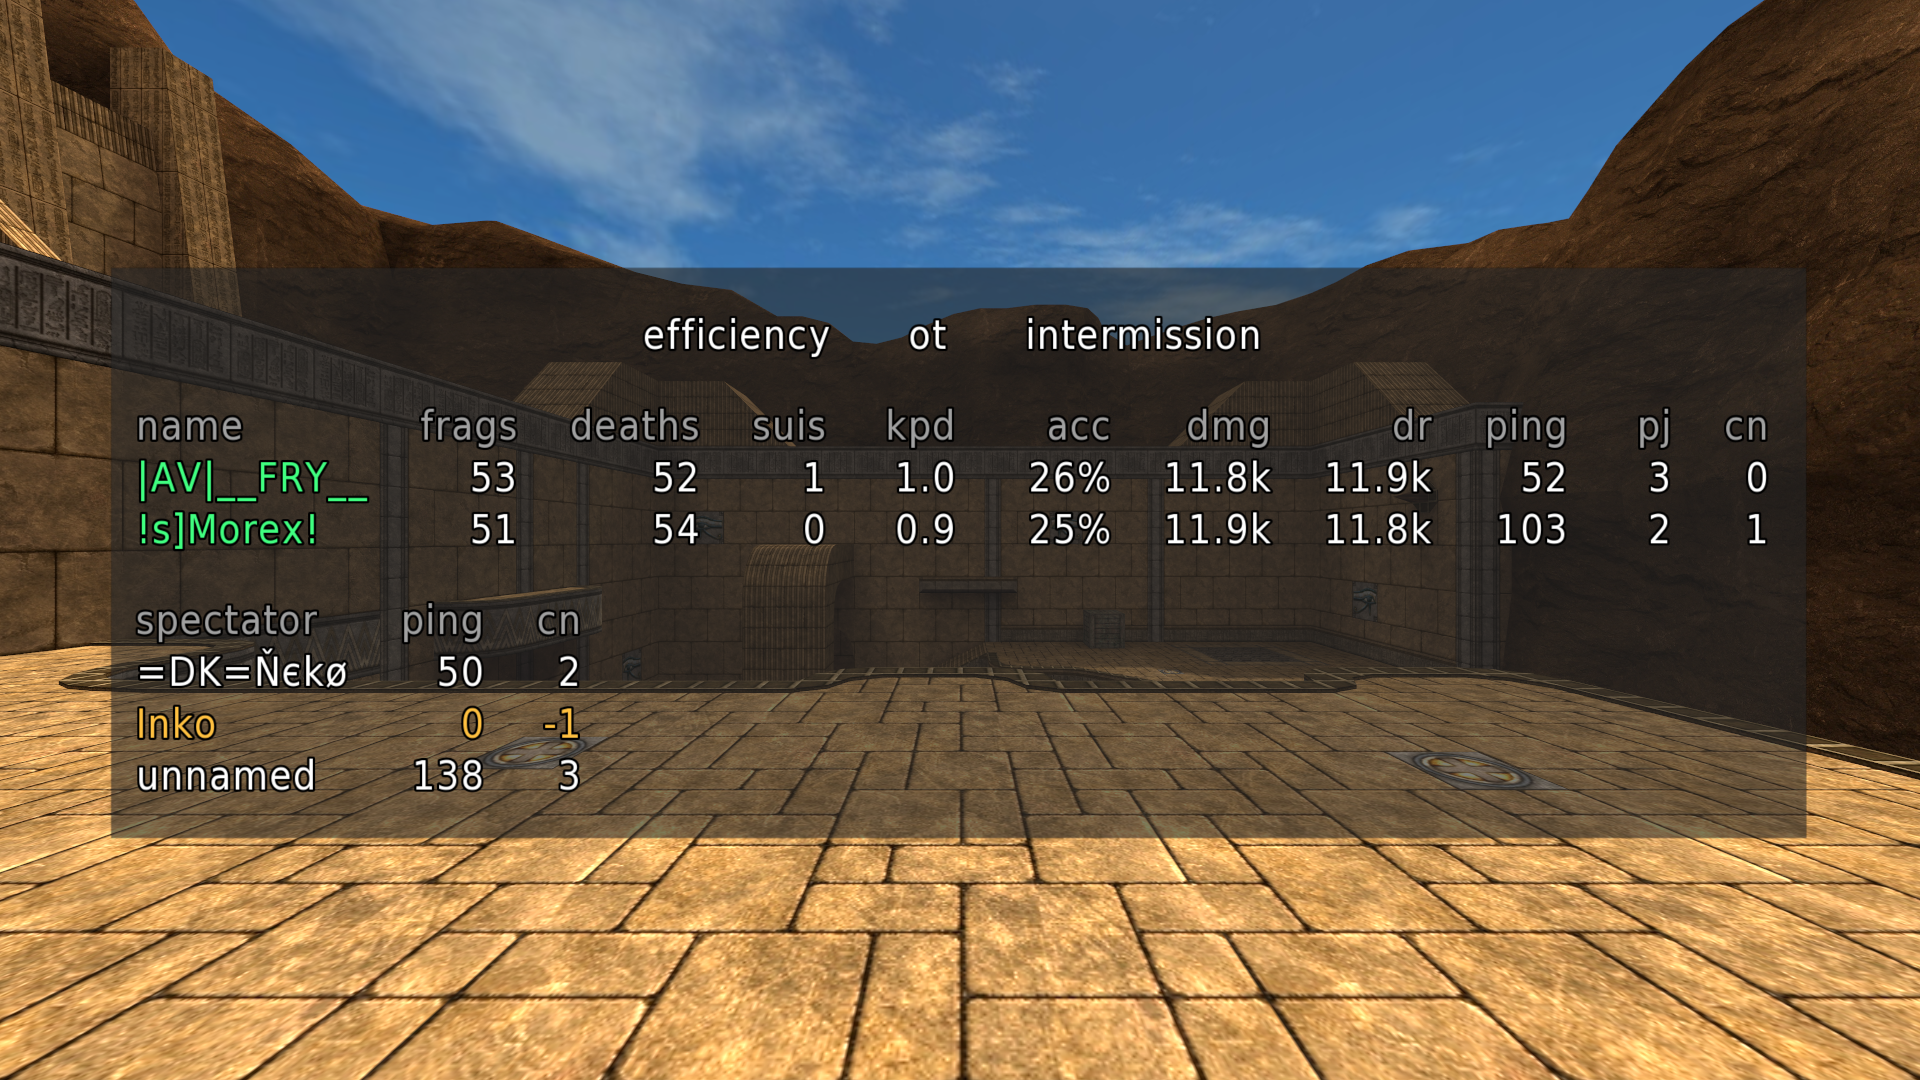 efficiency ot intermission
name frags deaths suis kpd acc dmg dr ping pj cn
|AV|__FRY__ 53 52 1 1.0 26% 11.8k 11.9k 52 3 0
!s]Morex! 51 54 0 0.9 25% 11.9k 11.8k 103 2 1
spectator ping cn
=DK=Ňєkø 50 2
Inko 0 -1
unnamed 138 3